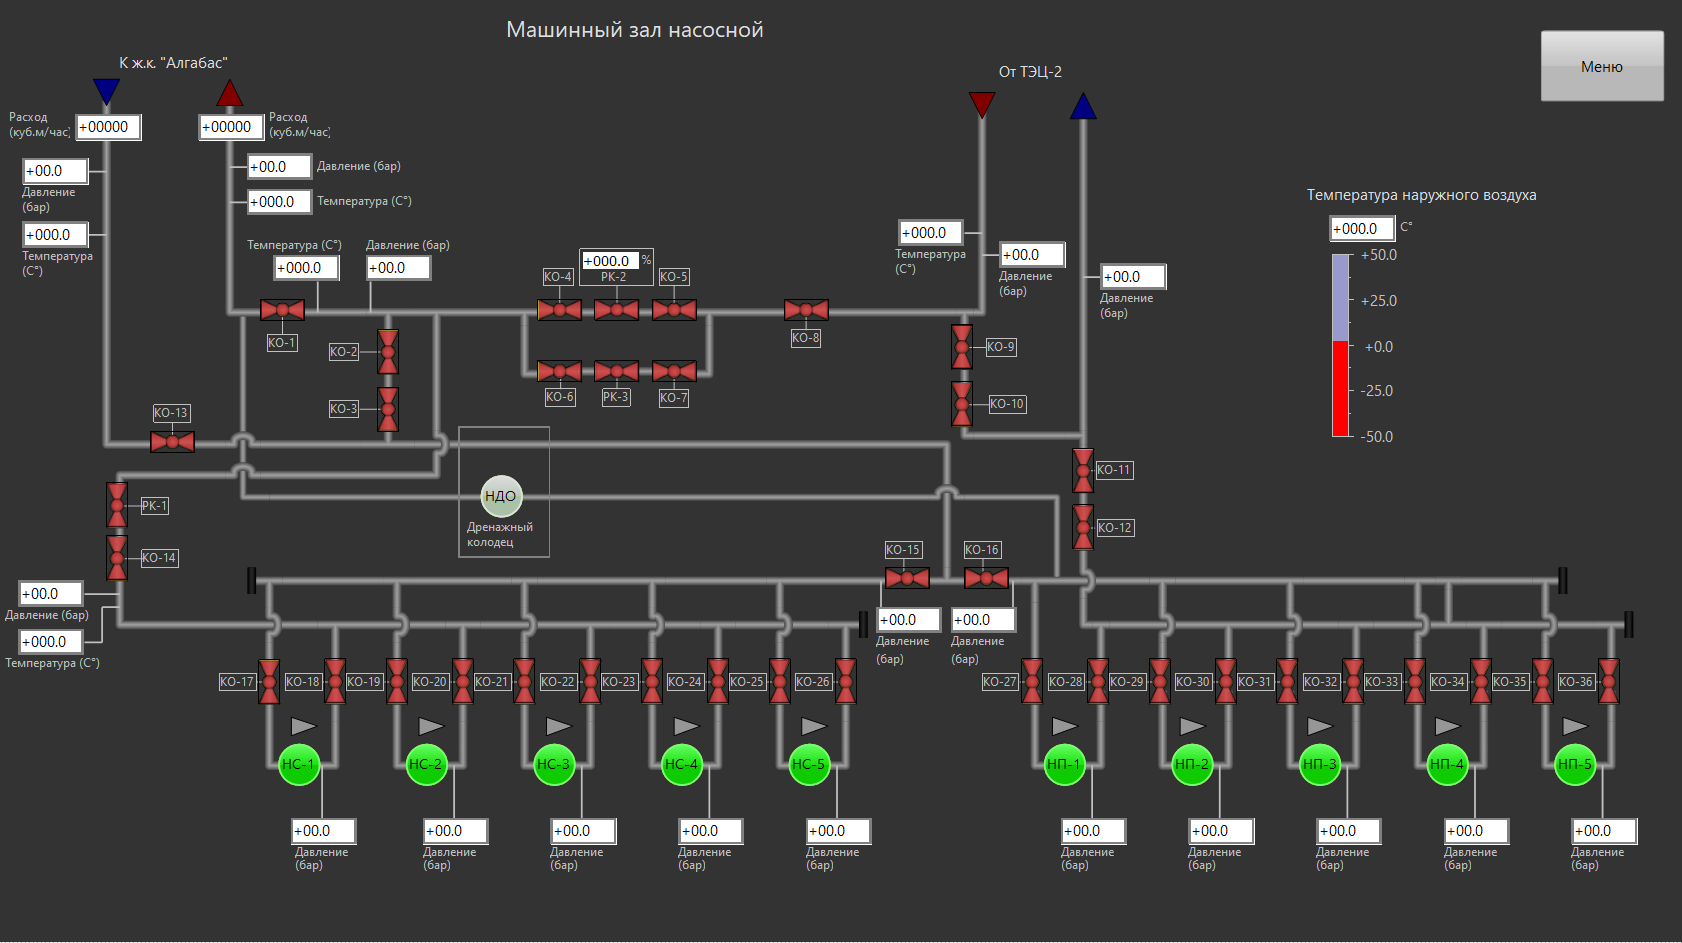 Машинный зал насосной
Меню
К ж.к. "Алгабас"
От ТЭЦ-2
Расход
(куб.м/час)
+00000
+00000
Расход
(куб.м/час)
+00.0
Давление
(бар)
+000.0
Температура
(C°)
+00.0
Давление (бар)
+000.0
Температура (C°)
Температура (C°)
+000.0
Давление (бар)
+00.0
+000.0 %
КО-4
РК-2
КО-5
+000.0
Температура
(C°)
+00.0
Давление
(бар)
+00.0
Давление
(бар)
Температура наружного воздуха
+000.0 C°
+50.0
+25.0
+0.0
-25.0
-50.0
КО-1
КО-2
КО-3
КО-6
РК-3
КО-7
КО-8
КО-9
КО-10
КО-13
КО-11
КО-12
НДО
Дренажный
колодец
РК-1
КО-14
КО-15
КО-16
+00.0
Давление (бар)
+000.0
Температура (C°)
+00.0
Давление
(бар)
+00.0
Давление
(бар)
КО-17
КО-18
КО-19
КО-20
КО-21
КО-22
КО-23
КО-24
КО-25
КО-26
КО-27
КО-28
КО-29
КО-30
КО-31
КО-32
КО-33
КО-34
КО-35
КО-36
НС-1
НС-2
НС-3
НС-4
НС-5
НП-1
НП-2
НП-3
НП-4
НП-5
+00.0
Давление
(бар)
+00.0
Давление
(бар)
+00.0
Давление
(бар)
+00.0
Давление
(бар)
+00.0
Давление
(бар)
+00.0
Давление
(бар)
+00.0
Давление
(бар)
+00.0
Давление
(бар)
+00.0
Давление
(бар)
+00.0
Давление
(бар)